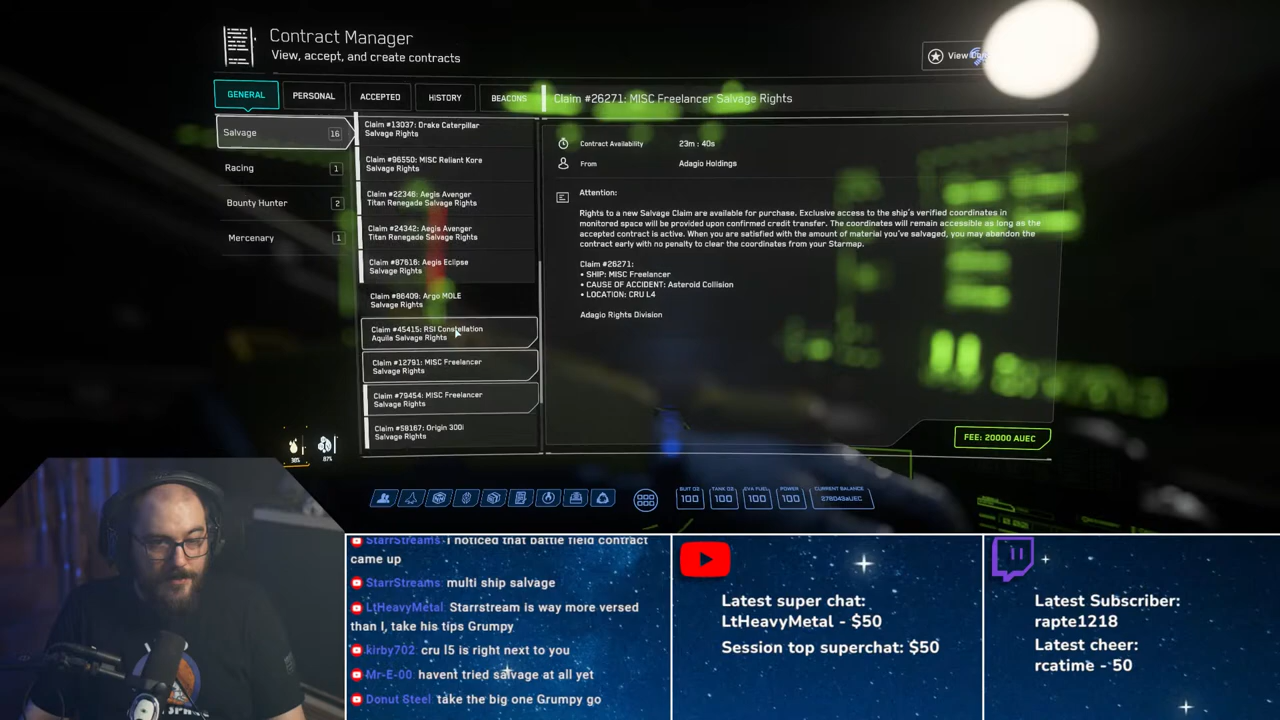 Contract Manager
View, accept, and create contracts
View
GENERAL
PERSONAL
ACCEPTED
HISTORY
BEACONS
Salvage 16
Racing 1
Bounty Hunter 2
Mercenary 1
Claim #13037: Drake Caterpillar
Salvage Rights
Claim #96550: MISC Reliant Kore
Salvage Rights
Claim #22346: Aegis Avenger
Titan Renegade Salvage Rights
Claim #24342: Aegis Avenger
Titan Renegade Salvage Rights
Claim #87616: Aegis Eclipse
Salvage Rights
Claim #86409: Argo MOLE
Salvage Rights
Claim #45415: RSI Constellation
Aquila Salvage Rights
Claim #12791: MISC Freelancer
Salvage Rights
Claim #79454: MISC Freelancer
Salvage Rights
Claim #58167: Origin 300i
Salvage Rights
Claim #26271: MISC Freelancer Salvage Rights
Contract Availability 23m : 40s
From Adagio Holdings
Attention:
Rights to a new Salvage Claim are available for purchase. Exclusive access to the ship's verified coordinates in
monitored space will be provided upon confirmed credit transfer. The coordinates will remain accessible as long as the
accepted contract is active. When you are satisfied with the amount of material you've salvaged, you may abandon the
contract early with no penalty to clear the coordinates from your Starmap.
Claim #26271:
• SHIP: MISC Freelancer
• CAUSE OF ACCIDENT: Asteroid Collision
• LOCATION: CRU L4
Adagio Rights Division
FEE: 20000 AUEC
SUIT O2
100
TANK O2
100
EVA FUEL
100
POWER
100
CURRENT BALANCE
278043aUEC
StarrStreams: I noticed that battle field contract
came up
StarrStreams: multi ship salvage
LtHeavyMetal: Starrstream is way more versed
than I, take his tips Grumpy
kirby702: cru l5 is right next to you
Mr-E-00: havent tried salvage at all yet
Donut Steel: take the big one Grumpy go
Latest super chat:
LtHeavyMetal - $50
Session top superchat: $50
Latest Subscriber:
rapte1218
Latest cheer:
rcatime - 50